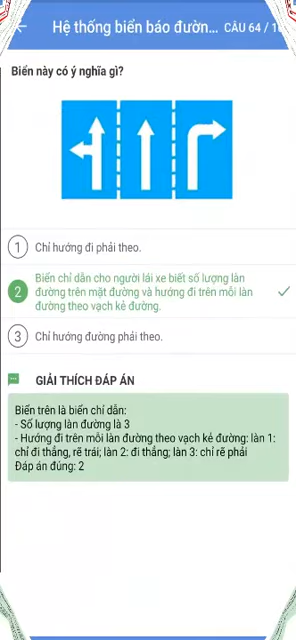 Hệ thống biển báo đườn... CÂU 64 / 
Biển này có ý nghĩa gì?
1 Chỉ hướng đi phải theo.
2 Biển chỉ dẫn cho người lái xe biết số lượng làn
đường trên mặt đường và hướng đi trên mỗi làn
đường theo vạch kẻ đường.
3 Chỉ hướng đường phải theo.
GIẢI THÍCH ĐÁP ÁN
Biển trên là biển chỉ dẫn:
- Số lượng làn đường là 3
- Hướng đi trên mỗi làn đường theo vạch kẻ đường: làn 1:
chỉ đi thẳng, rẽ trái; làn 2: đi thẳng; làn 3: chỉ rẽ phải
Đáp án đúng: 2